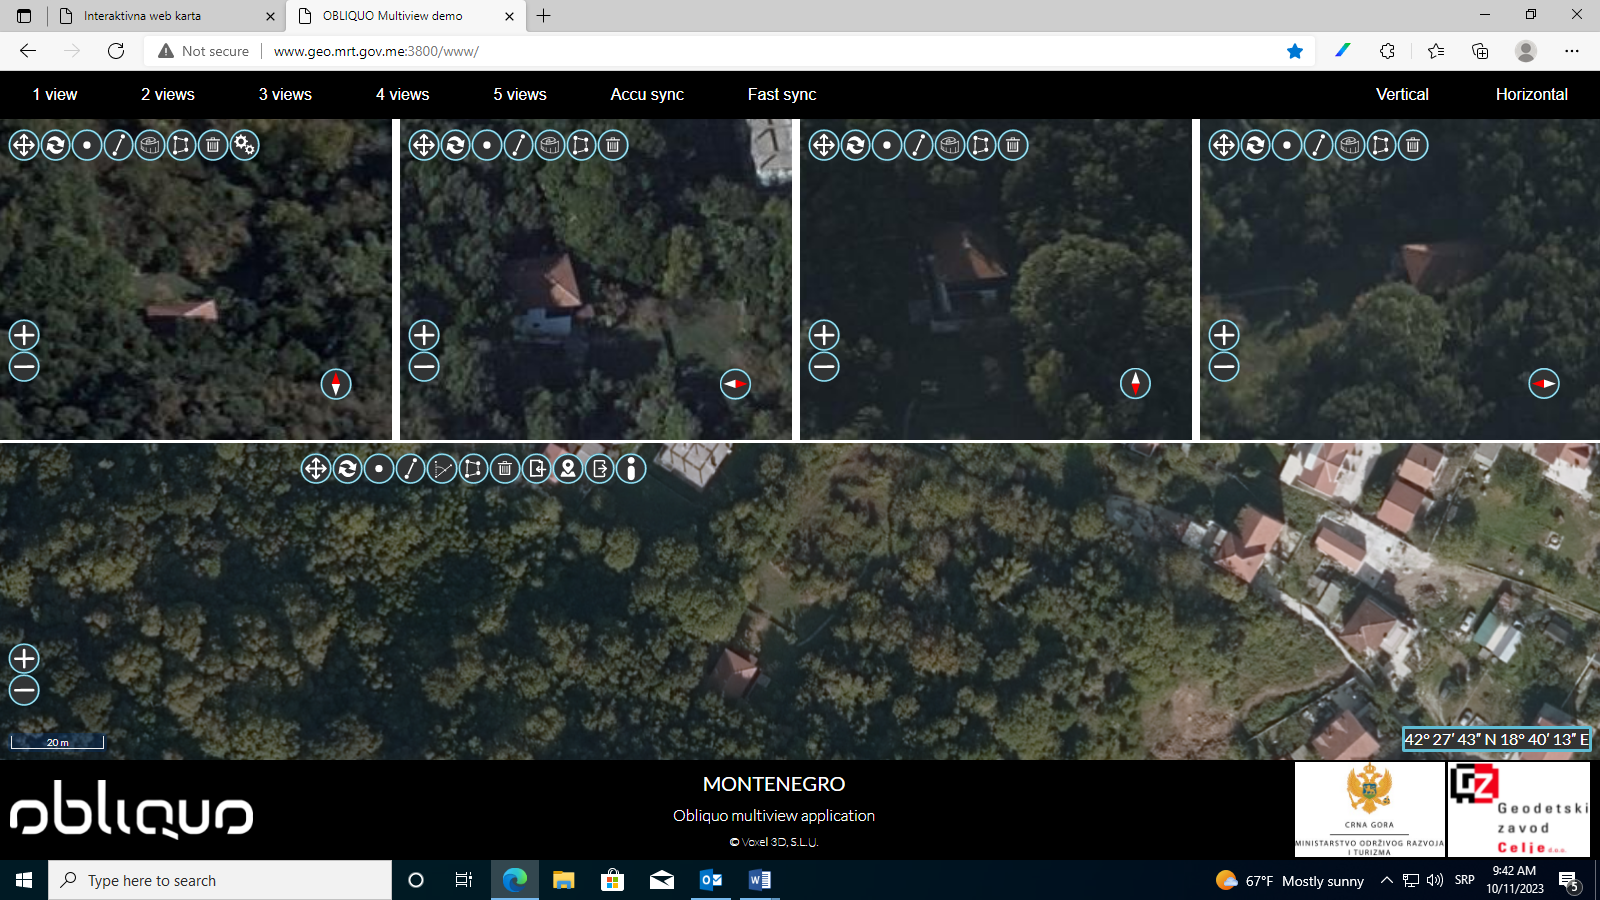 Interaktivna web karta
OBLIQUO Multiview demo
Not secure
www.geo.mrt.gov.me:3800/www/
1 view
2 views
3 views
4 views
5 views
Accu sync
Fast sync
Vertical
Horizontal
20 m
42° 27′ 43″ N 18° 40′ 13″ E
obliquo
MONTENEGRO
Obliquo multiview application
© Voxel 3D, S.L.U.
CRNA GORA
MINISTARSTVO ODRŽIVOG RAZVOJA
I TURIZMA
GZ
Geodetski
zavod
Celje d.o.o.
Type here to search
67°F Mostly sunny
SRP
9:42 AM
10/11/2023
5